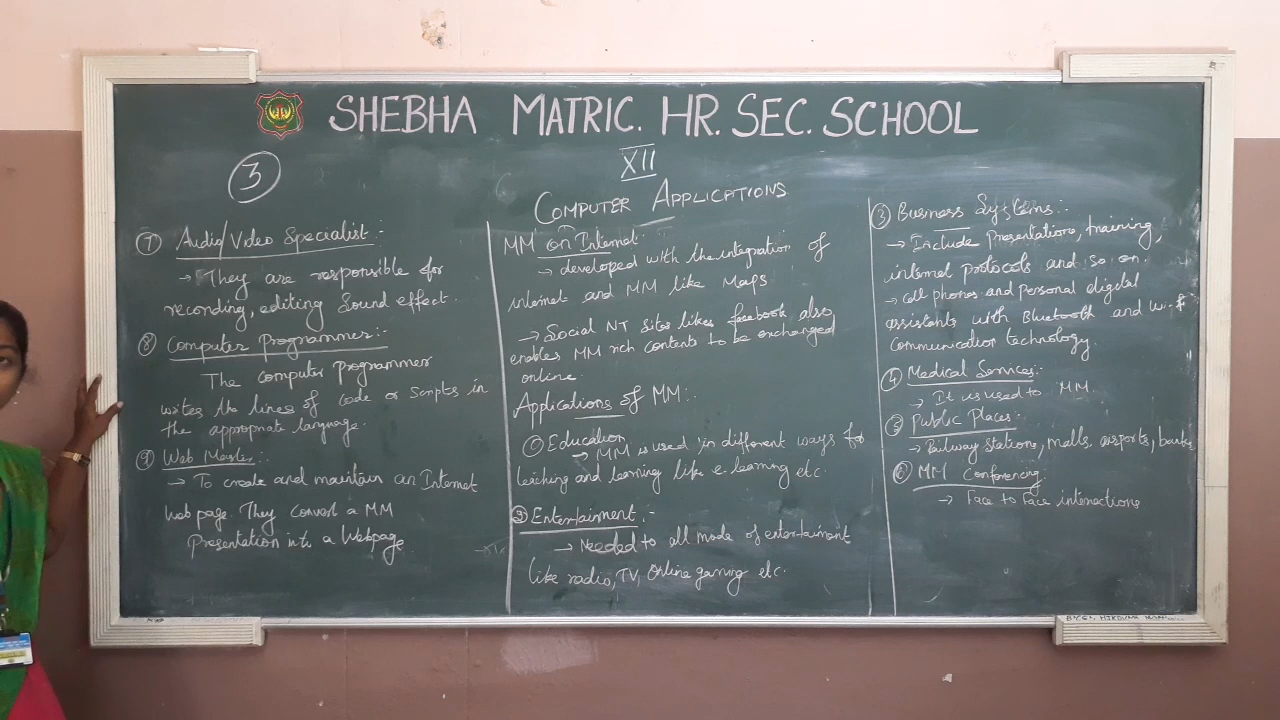 SHEBHA MATRIC. HR. SEC. SCHOOL
XII
COMPUTER APPLICATIONS
3
7 Audio/Video Specialist:-
→ They are responsible for
recording, editing Sound effect.
8 Computer Programmer:-
The computer programmer
writes the lines of code or scripts in
the appropriate language.
9 Web Master:-
→ To create and maintain an Internet
Web page. They convert a MM
Presentation into a Webpage.
MM on Internet:-
→ developed with the integration of
internet and MM like Maps
→ Social NT sites likes facebook also
enables MM rich contents to be exchanged
online.
Applications of MM:-
1 Education
→ MM is used in different ways for
teaching and learning like e-learning etc.
2 Entertainment:-
→ Needed to all mode of entertainment
like radio, TV, Online gaming etc.
3 Business Systems:-
→ Include Presentations, training,
internal protocols and so on.
→ cell phones and personal digital
assistants with Bluetooth and Wi-fi
Communication technology.
4 Medical Services:-
→ It is used to MM.
5 Public Places:-
→ Railway stations, malls, airports, banks
6 MM Conferencing
→ Face to Face interactions